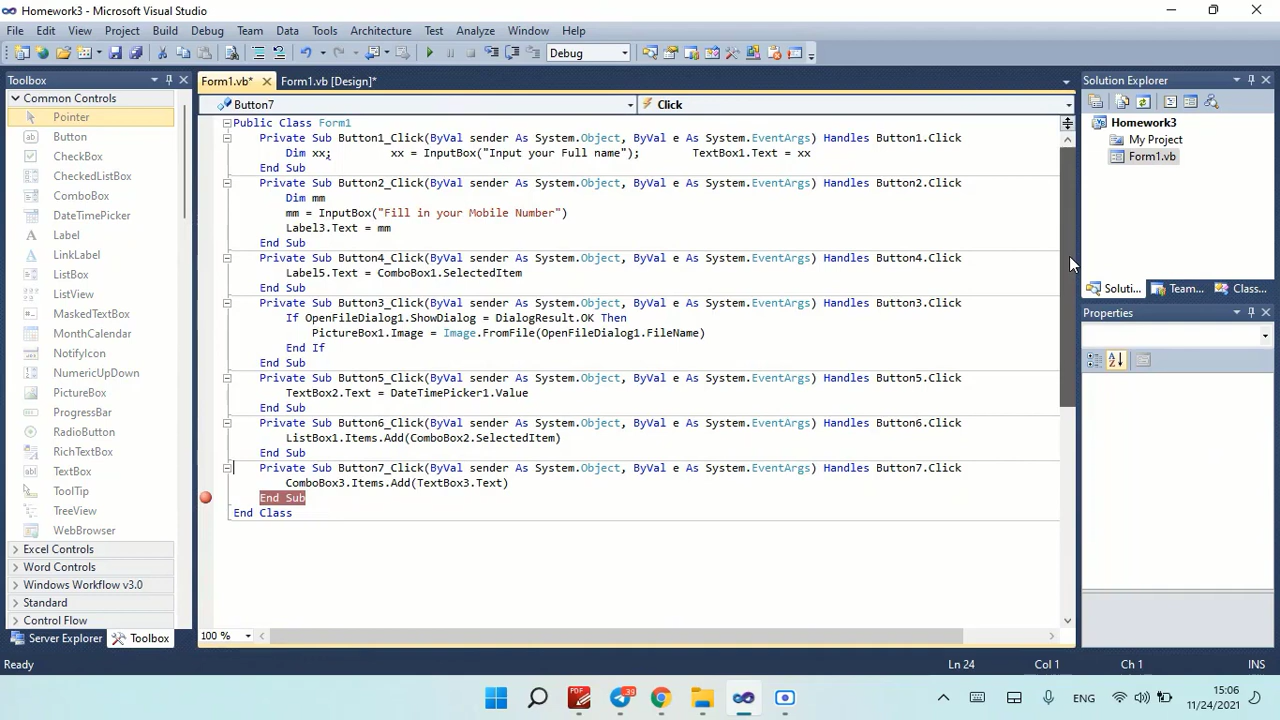 Homework3 - Microsoft Visual Studio
File Edit View Project Build Debug Team Data Tools Architecture Test Analyze Window Help
Debug
Toolbox
Common Controls
Pointer
Button
CheckBox
CheckedListBox
ComboBox
DateTimePicker
Label
LinkLabel
ListBox
ListView
MaskedTextBox
MonthCalendar
NotifyIcon
NumericUpDown
PictureBox
ProgressBar
RadioButton
RichTextBox
TextBox
ToolTip
TreeView
WebBrowser
Excel Controls
Word Controls
Windows Workflow v3.0
Standard
Control Flow
Server Explorer Toolbox
Form1.vb* Form1.vb [Design]*
Button7 Click
Public Class Form1
Private Sub Button1_Click(ByVal sender As System.Object, ByVal e As System.EventArgs) Handles Button1.Click
Dim xx; xx = InputBox("Input your Full name"); TextBox1.Text = xx
End Sub
Private Sub Button2_Click(ByVal sender As System.Object, ByVal e As System.EventArgs) Handles Button2.Click
Dim mm
mm = InputBox("Fill in your Mobile Number")
Label3.Text = mm
End Sub
Private Sub Button4_Click(ByVal sender As System.Object, ByVal e As System.EventArgs) Handles Button4.Click
Label5.Text = ComboBox1.SelectedItem
End Sub
Private Sub Button3_Click(ByVal sender As System.Object, ByVal e As System.EventArgs) Handles Button3.Click
If OpenFileDialog1.ShowDialog = DialogResult.OK Then
PictureBox1.Image = Image.FromFile(OpenFileDialog1.FileName)
End If
End Sub
Private Sub Button5_Click(ByVal sender As System.Object, ByVal e As System.EventArgs) Handles Button5.Click
TextBox2.Text = DateTimePicker1.Value
End Sub
Private Sub Button6_Click(ByVal sender As System.Object, ByVal e As System.EventArgs) Handles Button6.Click
ListBox1.Items.Add(ComboBox2.SelectedItem)
End Sub
Private Sub Button7_Click(ByVal sender As System.Object, ByVal e As System.EventArgs) Handles Button7.Click
ComboBox3.Items.Add(TextBox3.Text)
End Sub
End Class
100 %
Solution Explorer
Homework3
My Project
Form1.vb
Soluti... Team... Class...
Properties
Ready Ln 24 Col 1 Ch 1 INS
PDF 39 ENG
15:06
11/24/2021